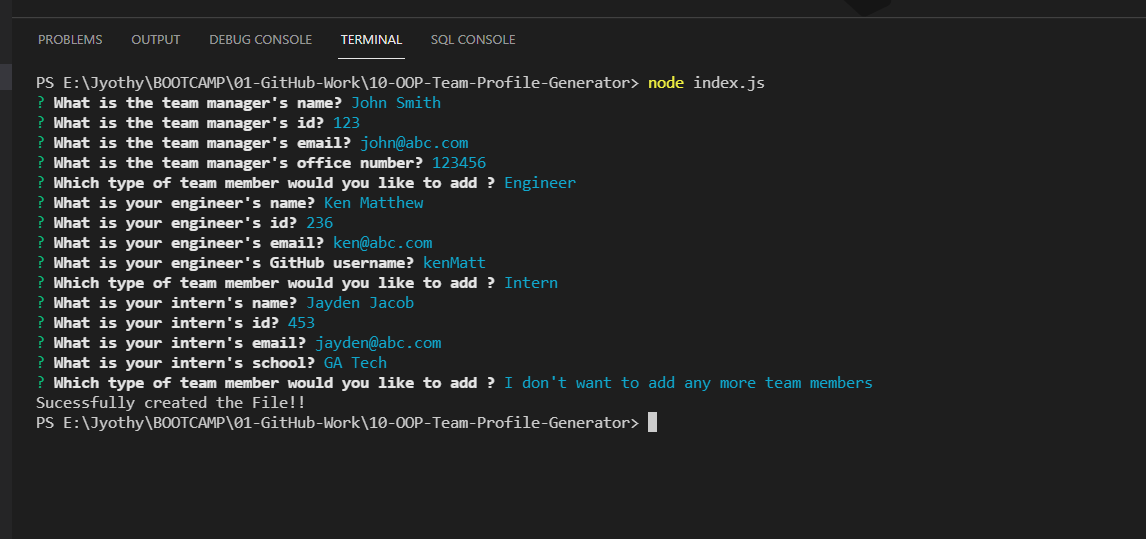 PROBLEMS OUTPUT DEBUG CONSOLE TERMINAL SQL CONSOLE
PS E:\Jyothy\BOOTCAMP\01-GitHub-Work\10-OOP-Team-Profile-Generator> node index.js
? What is the team manager's name? John Smith
? What is the team manager's id? 123
? What is the team manager's email? john@abc.com
? What is the team manager's office number? 123456
? Which type of team member would you like to add ? Engineer
? What is your engineer's name? Ken Matthew
? What is your engineer's id? 236
? What is your engineer's email? ken@abc.com
? What is your engineer's GitHub username? kenMatt
? Which type of team member would you like to add ? Intern
? What is your intern's name? Jayden Jacob
? What is your intern's id? 453
? What is your intern's email? jayden@abc.com
? What is your intern's school? GA Tech
? Which type of team member would you like to add ? I don't want to add any more team members
Sucessfully created the File!!
PS E:\Jyothy\BOOTCAMP\01-GitHub-Work\10-OOP-Team-Profile-Generator>